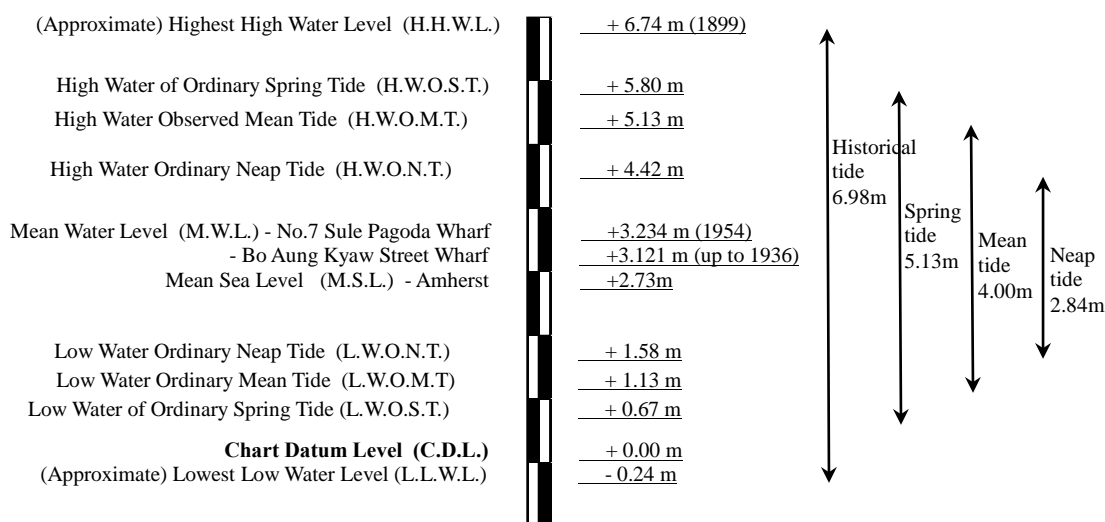 (Approximate) Highest High Water Level (H.H.W.L.) + 6.74 m (1899)
High Water of Ordinary Spring Tide (H.W.O.S.T.) + 5.80 m
High Water Observed Mean Tide (H.W.O.M.T.) + 5.13 m
High Water Ordinary Neap Tide (H.W.O.N.T.) + 4.42 m
Mean Water Level (M.W.L.) - No.7 Sule Pagoda Wharf +3.234 m (1954)
- Bo Aung Kyaw Street Wharf +3.121 m (up to 1936)
Mean Sea Level (M.S.L.) - Amherst +2.73m
Low Water Ordinary Neap Tide (L.W.O.N.T.) + 1.58 m
Low Water Ordinary Mean Tide (L.W.O.M.T) + 1.13 m
Low Water of Ordinary Spring Tide (L.W.O.S.T.) + 0.67 m
Chart Datum Level (C.D.L.) + 0.00 m
(Approximate) Lowest Low Water Level (L.L.W.L.) - 0.24 m
Historical
tide
6.98m
Spring
tide
5.13m
Mean
tide
4.00m
Neap
tide
2.84m